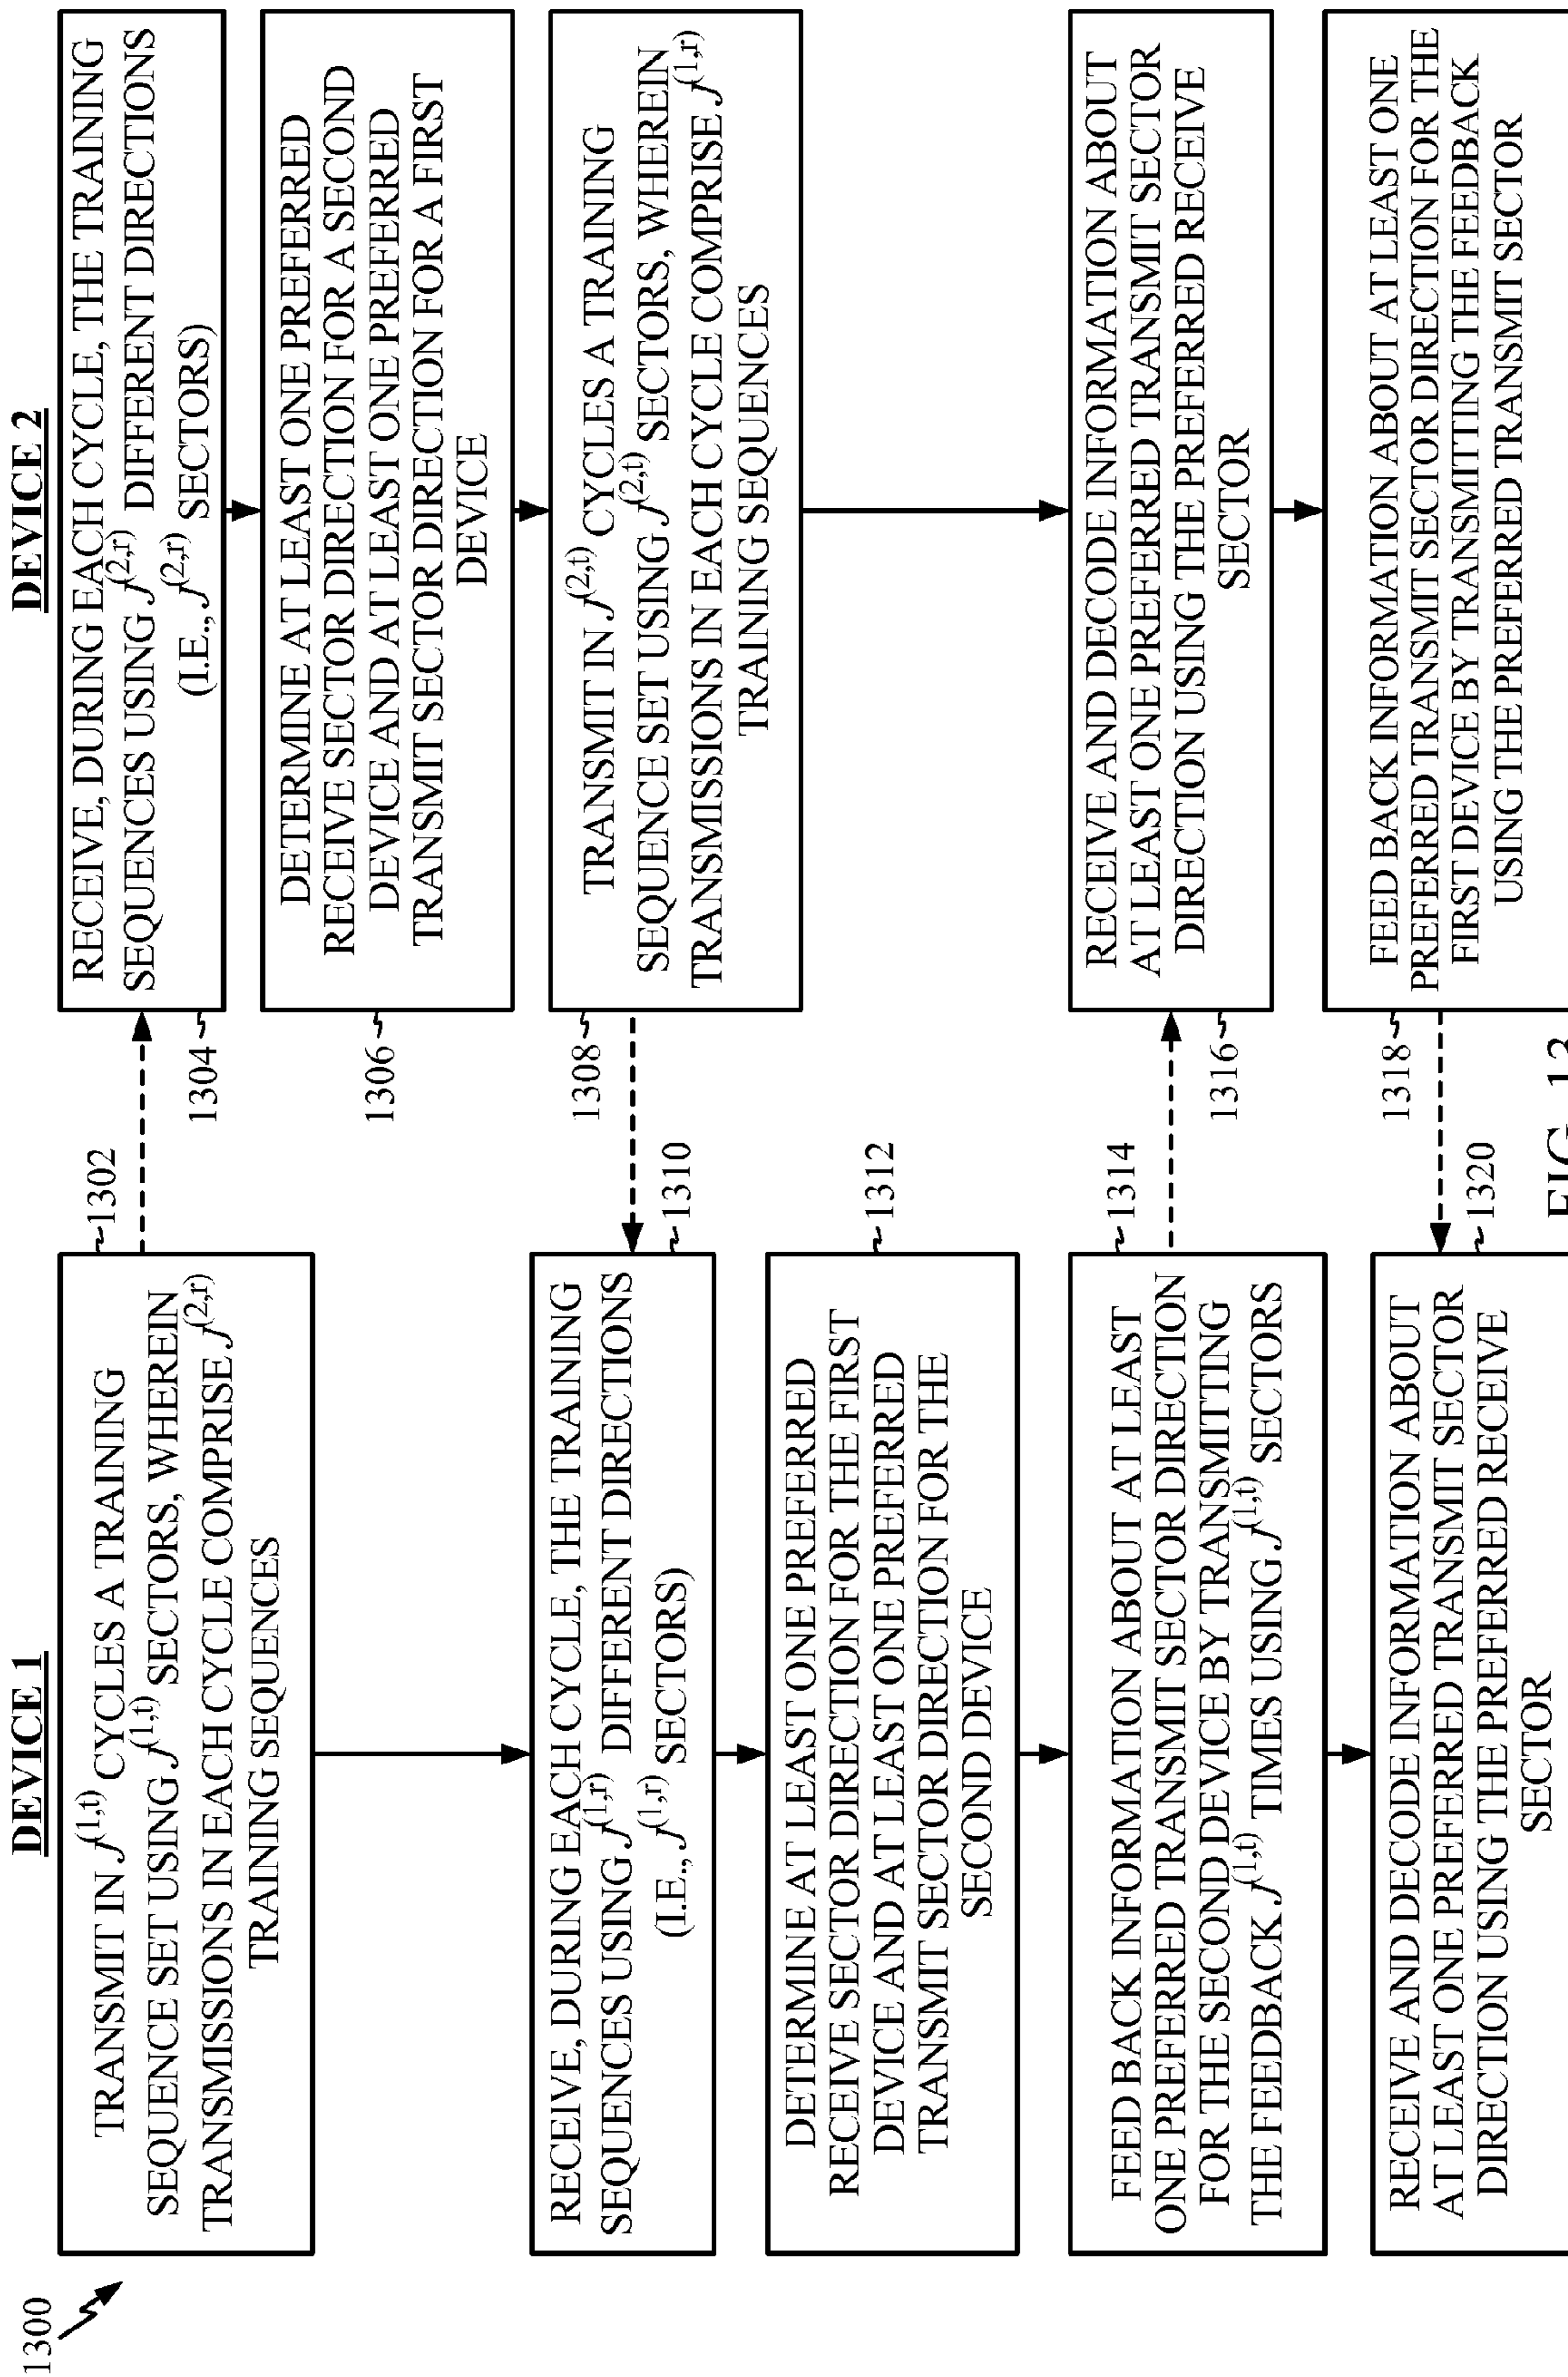 1300
DEVICE 1
TRANSMIT IN J^(1,t) CYCLES A TRAINING
SEQUENCE SET USING J^(1,t) SECTORS, WHEREIN
TRANSMISSIONS IN EACH CYCLE COMPRISE J^(2,r)
TRAINING SEQUENCES
1302
RECEIVE, DURING EACH CYCLE, THE TRAINING
SEQUENCES USING J^(1,r) DIFFERENT DIRECTIONS
(I.E., J^(1,r) SECTORS)
1310
DETERMINE AT LEAST ONE PREFERRED
RECEIVE SECTOR DIRECTION FOR THE FIRST
DEVICE AND AT LEAST ONE PREFERRED
TRANSMIT SECTOR DIRECTION FOR THE
SECOND DEVICE
1312
FEED BACK INFORMATION ABOUT AT LEAST
ONE PREFERRED TRANSMIT SECTOR DIRECTION
FOR THE SECOND DEVICE BY TRANSMITTING
THE FEEDBACK J^(1,t) TIMES USING J^(1,t) SECTORS
1314
RECEIVE AND DECODE INFORMATION ABOUT
AT LEAST ONE PREFERRED TRANSMIT SECTOR
DIRECTION USING THE PREFERRED RECEIVE
SECTOR
1320
DEVICE 2
RECEIVE, DURING EACH CYCLE, THE TRAINING
SEQUENCES USING J^(2,r) DIFFERENT DIRECTIONS
(I.E., J^(2,r) SECTORS)
1304
DETERMINE AT LEAST ONE PREFERRED
RECEIVE SECTOR DIRECTION FOR A SECOND
DEVICE AND AT LEAST ONE PREFERRED
TRANSMIT SECTOR DIRECTION FOR A FIRST
DEVICE
1306
TRANSMIT IN J^(2,t) CYCLES A TRAINING
SEQUENCE SET USING J^(2,t) SECTORS, WHEREIN
TRANSMISSIONS IN EACH CYCLE COMPRISE J^(1,r)
TRAINING SEQUENCES
1308
RECEIVE AND DECODE INFORMATION ABOUT
AT LEAST ONE PREFERRED TRANSMIT SECTOR
DIRECTION USING THE PREFERRED RECEIVE
SECTOR
1316
FEED BACK INFORMATION ABOUT AT LEAST ONE
PREFERRED TRANSMIT SECTOR DIRECTION FOR THE
FIRST DEVICE BY TRANSMITTING THE FEEDBACK
USING THE PREFERRED TRANSMIT SECTOR
1318
FIG. 13